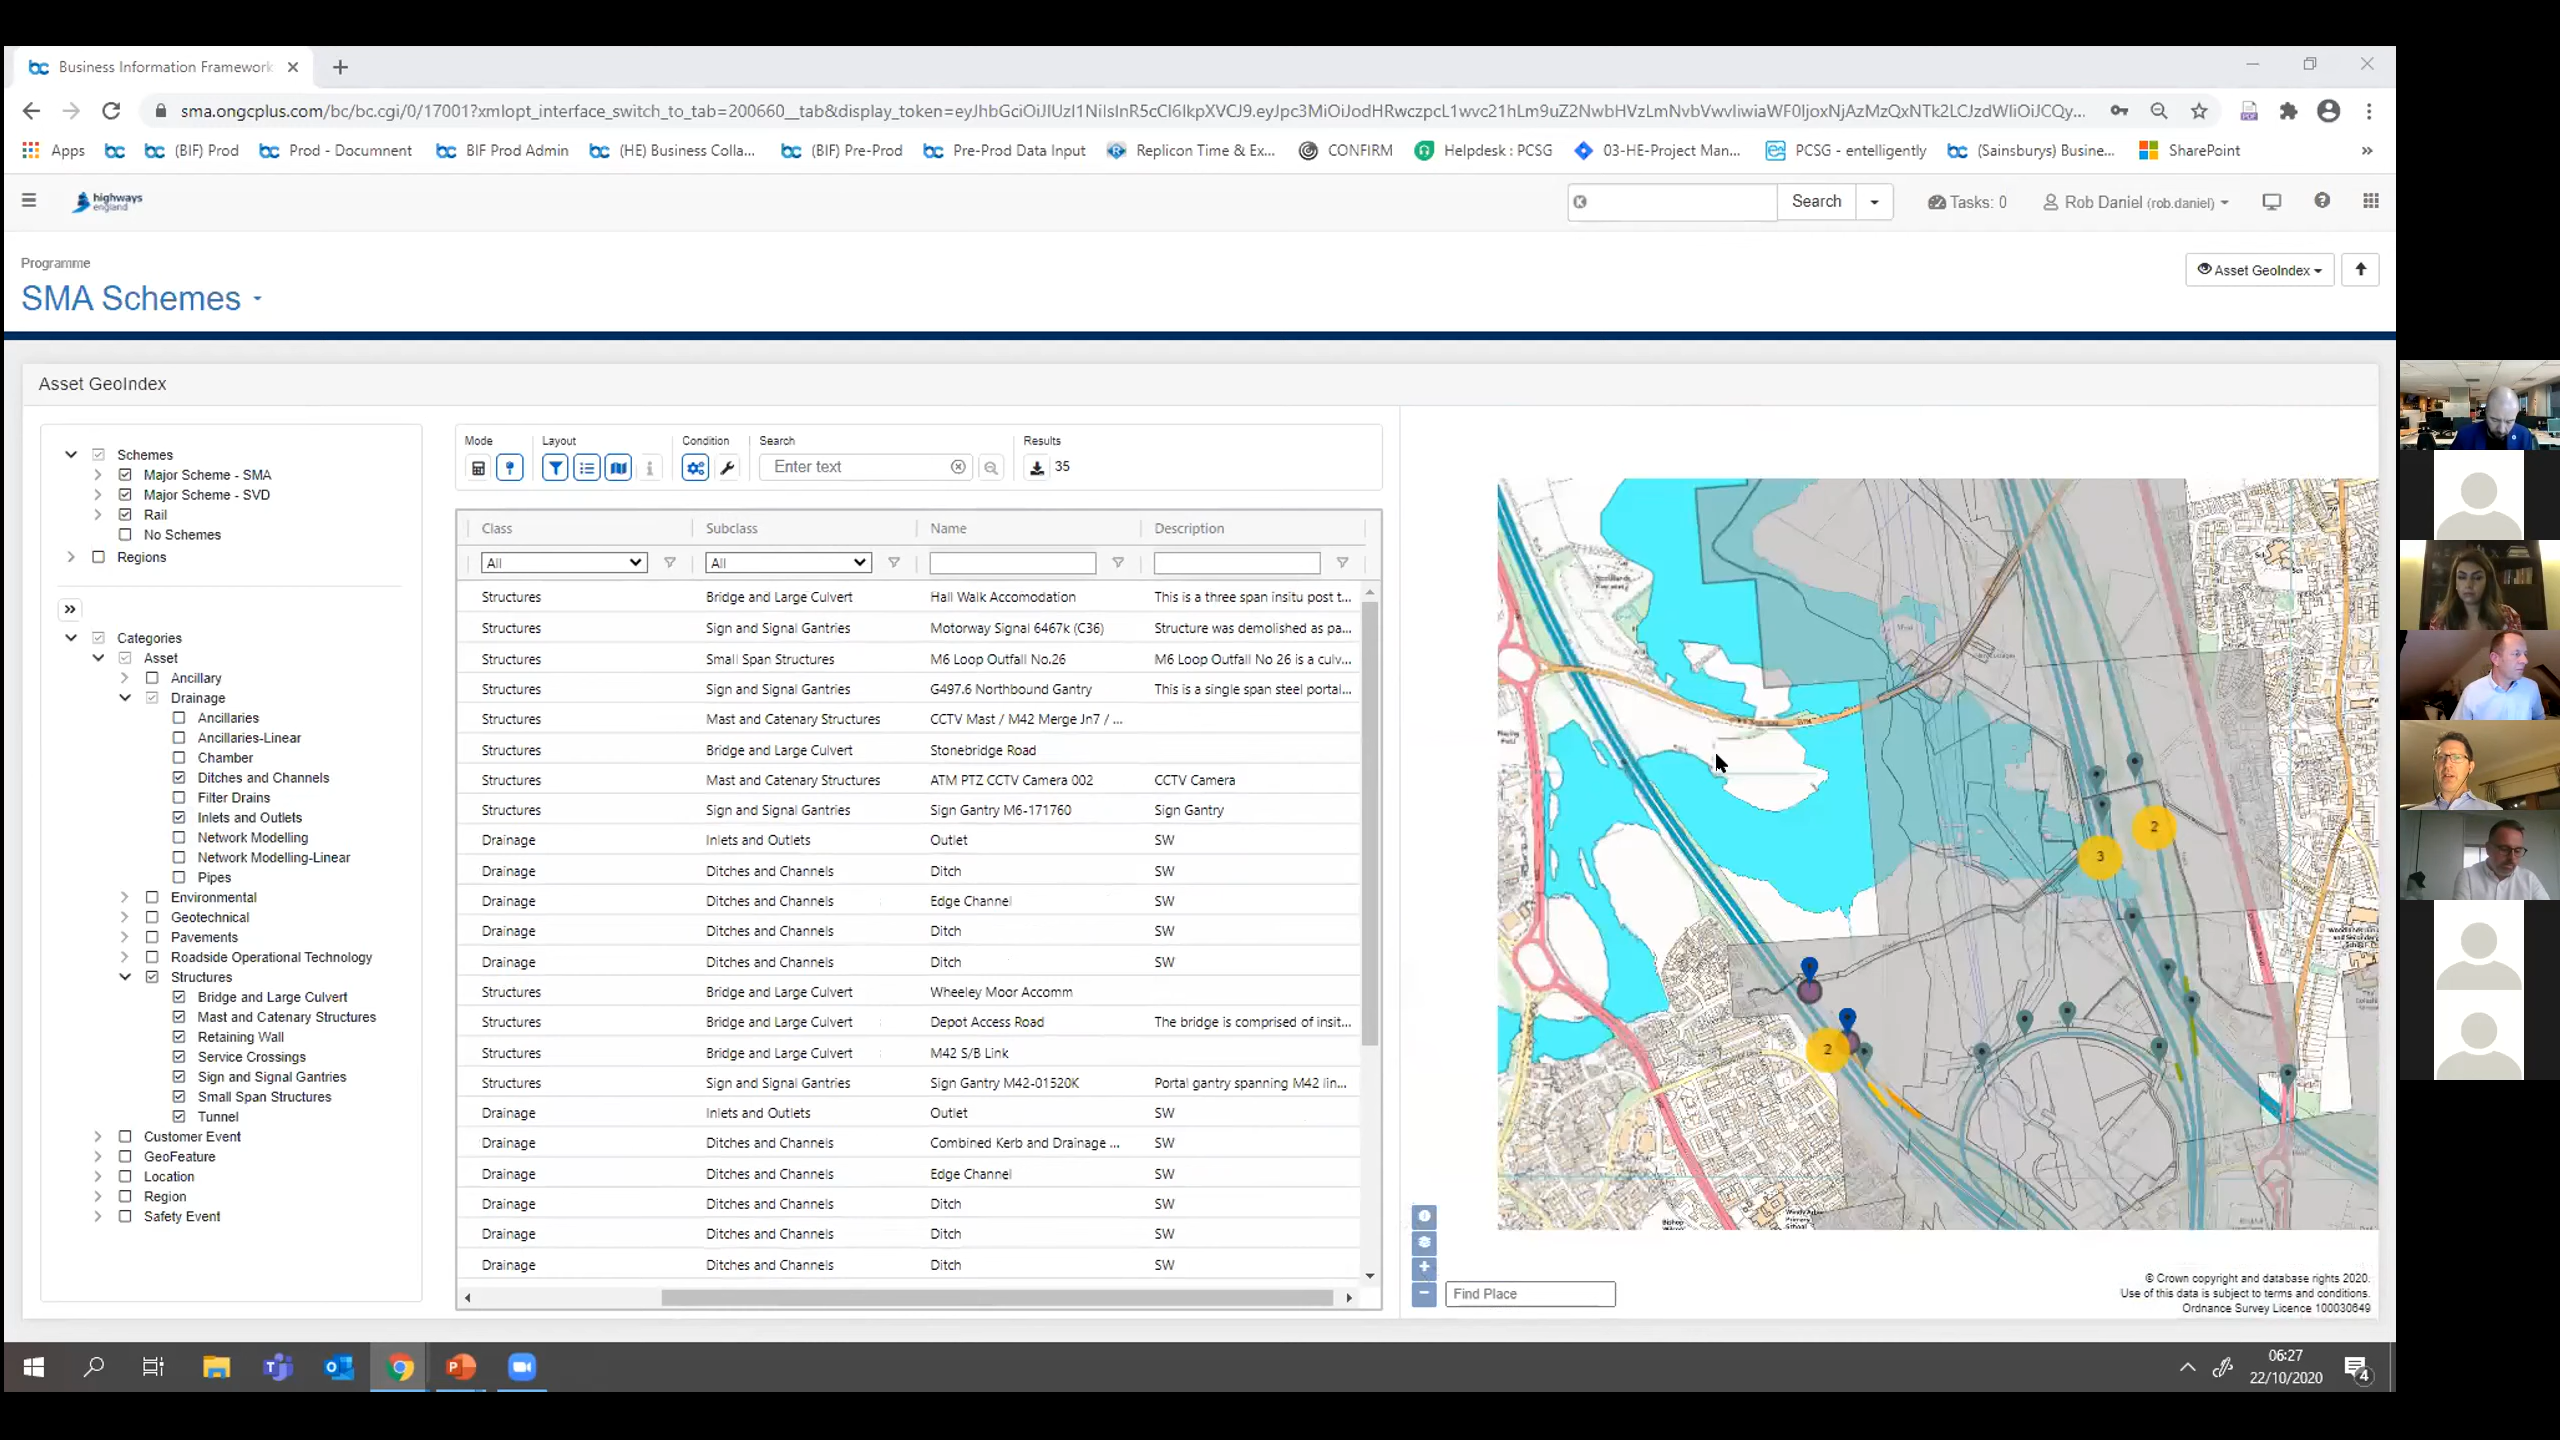 Business Information Framework
sma.ongcplus.com/bc/bc.cgi/0/17001?xmlopt_interface_switch_to_tab=200660__tab&display_token=
Apps
(BIF) Prod
Prod - Documnent
BIF Prod Admin
(HE) Business Colla...
(BIF) Pre-Prod
Pre-Prod Data Input
Replicon Time & Ex...
CONFIRM
Helpdesk : PCSG
03-HE-Project Man...
PCSG - entelligently
(Sainsburys) Busine...
SharePoint
»
highways
england
Search
Tasks: 0
Rob Daniel (rob.daniel)
Programme
SMA Schemes
Asset GeoIndex
Asset GeoIndex
Schemes
Major Scheme - SMA
Major Scheme - SVD
Rail
No Schemes
Regions
Categories
Asset
Ancillary
Drainage
Ancillaries
Ancillaries-Linear
Chamber
Ditches and Channels
Filter Drains
Inlets and Outlets
Network Modelling
Network Modelling-Linear
Pipes
Environmental
Geotechnical
Pavements
Roadside Operational Technology
Structures
Bridge and Large Culvert
Mast and Catenary Structures
Retaining Wall
Service Crossings
Sign and Signal Gantries
Small Span Structures
Tunnel
Customer Event
GeoFeature
Location
Region
Safety Event
Mode Layout Condition Search Results
Enter text
35
Class Subclass Name Description
All All
Structures Bridge and Large Culvert Hall Walk Accomodation This is a three span insitu post t...
Structures Sign and Signal Gantries Motorway Signal 6467k (C36) Structure was demolished as pa...
Structures Small Span Structures M6 Loop Outfall No.26 M6 Loop Outfall No 26 is a culv...
Structures Sign and Signal Gantries G497.6 Northbound Gantry This is a single span steel portal...
Structures Mast and Catenary Structures CCTV Mast / M42 Merge Jn7 / ...
Structures Bridge and Large Culvert Stonebridge Road
Structures Mast and Catenary Structures ATM PTZ CCTV Camera 002 CCTV Camera
Structures Sign and Signal Gantries Sign Gantry M6-171760 Sign Gantry
Drainage Inlets and Outlets Outlet SW
Drainage Ditches and Channels Ditch SW
Drainage Ditches and Channels Edge Channel SW
Drainage Ditches and Channels Ditch SW
Drainage Ditches and Channels Ditch SW
Structures Bridge and Large Culvert Wheeley Moor Accomm
Structures Bridge and Large Culvert Depot Access Road The bridge is comprised of insit...
Structures Bridge and Large Culvert M42 S/B Link
Structures Sign and Signal Gantries Sign Gantry M42-01520K Portal gantry spanning M42 lin...
Drainage Inlets and Outlets Outlet SW
Drainage Ditches and Channels Combined Kerb and Drainage ... SW
Drainage Ditches and Channels Edge Channel SW
Drainage Ditches and Channels Ditch SW
Drainage Ditches and Channels Ditch SW
Drainage Ditches and Channels Ditch SW
2
3
2
Find Place
© Crown copyright and database rights 2020.
Use of this data is subject to terms and conditions.
Ordnance Survey Licence 100030649
06:27
22/10/2020
4